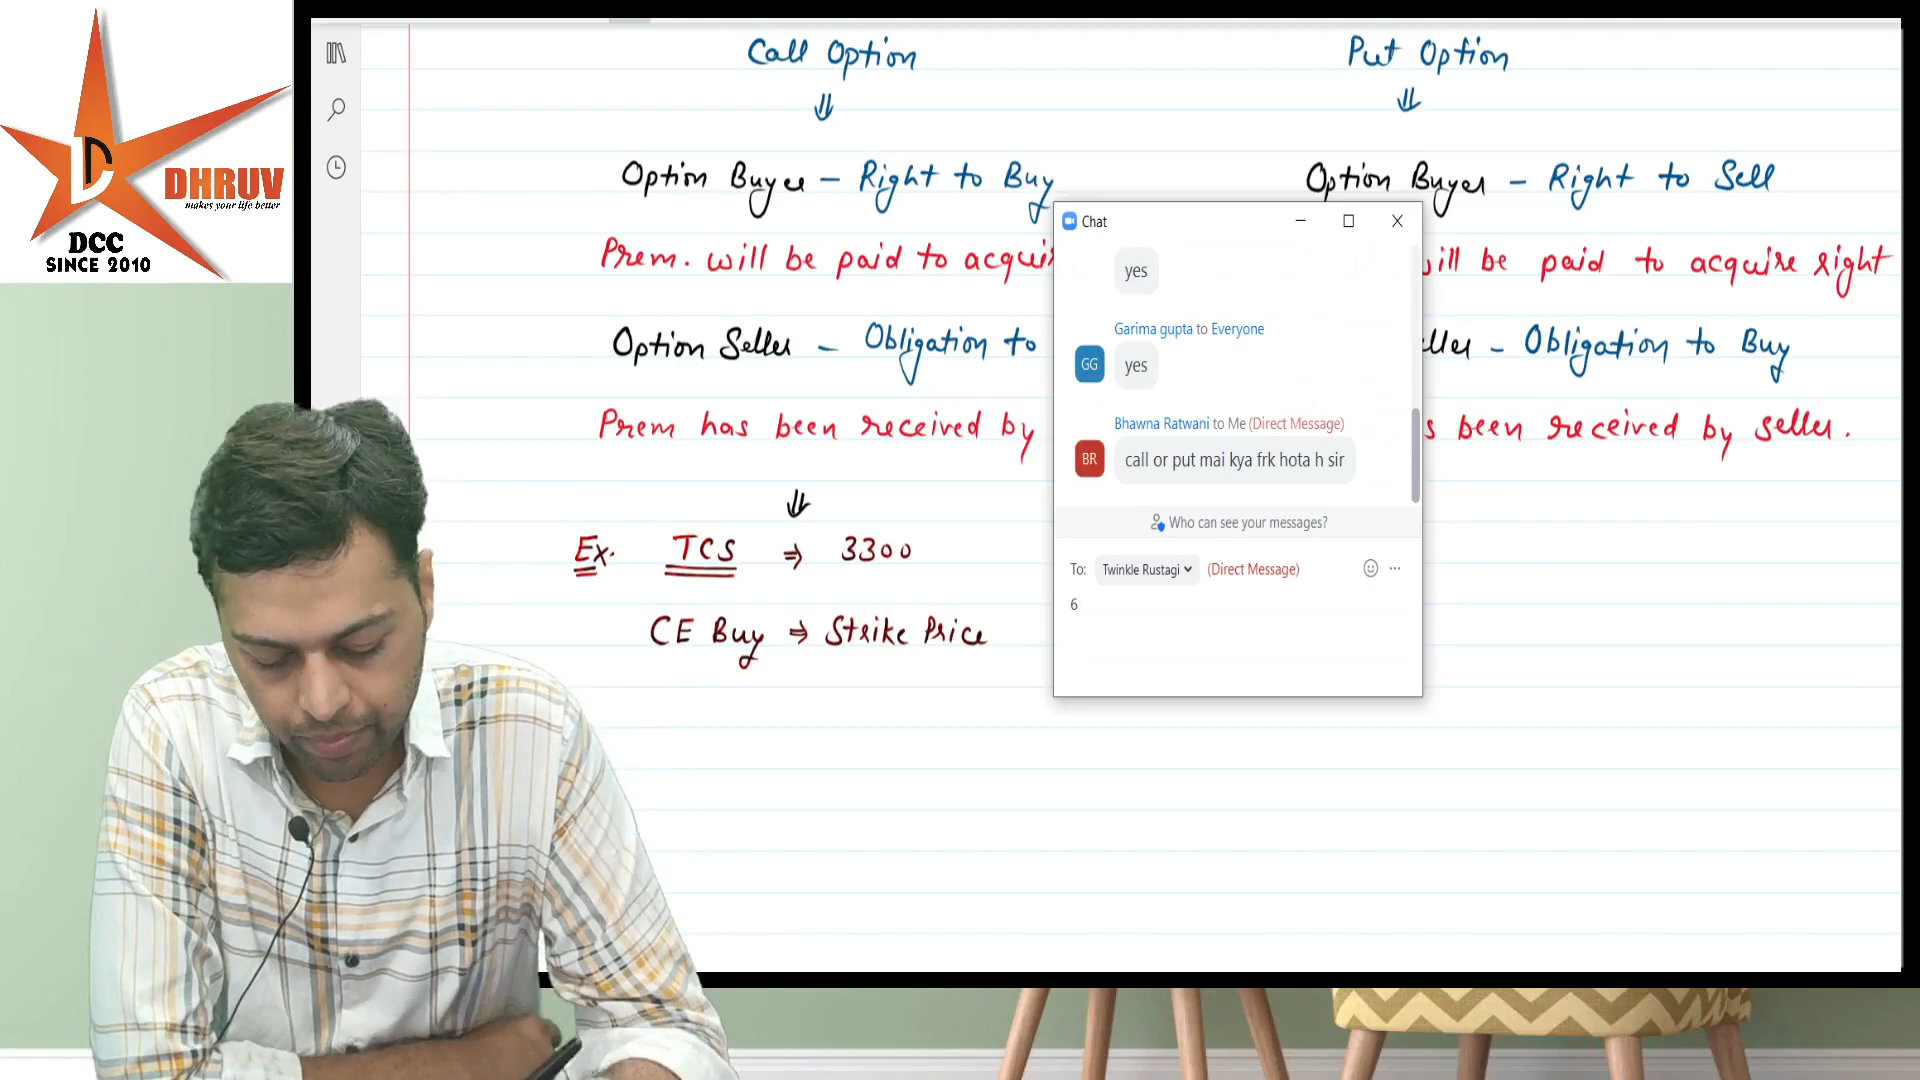 DC
DHRUV
makes your life better
DCC
SINCE 2010
Call Option
Put Option
Option Buyer – Right to Buy
Option Buyer – Right to Sell
Prem. will be paid to acquir
will be paid to acquire right
Option Seller – Obligation to
eller – Obligation to Buy
Prem has been received by
s been received by seller.
Ex. TCS ⇒ 3300
CE Buy ⇒ Strike Price
Chat
yes
Garima gupta to Everyone
GG
yes
Bhawna Ratwani to Me (Direct Message)
BR
call or put mai kya frk hota h sir
Who can see your messages?
To: Twinkle Rustagi (Direct Message)
6